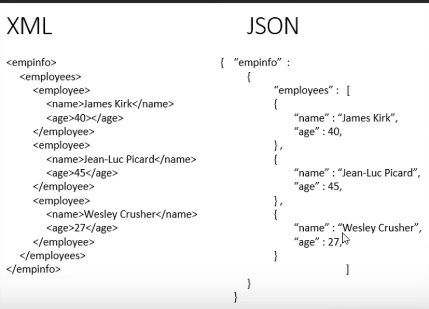 XML
<empinfo>
<employees>
<employee>
<name>James Kirk</name>
<age>40></age>
</employee>
<employee>
<name>Jean-Luc Picard</name>
<age>45</age>
</employee>
<employee>
<name>Wesley Crusher</name>
<age>27</age>
</employee>
</employees>
</empinfo>
JSON
{ “empinfo” :
{
“employees” : [
{
“name” : “James Kirk”,
“age” : 40,
} ,
{
“name” : “Jean-Luc Picard”,
“age” : 45,
} ,
{
“name” : “Wesley Crusher”,
“age” : 27,
}
]
}
}